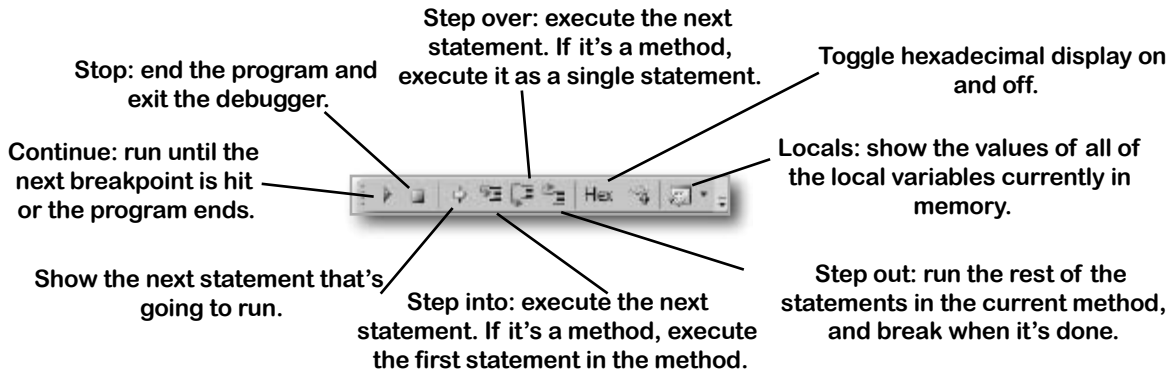 Step over: execute the next
statement. If it's a method,
execute it as a single statement.
Stop: end the program and
exit the debugger.
Toggle hexadecimal display on
and off.
Continue: run until the
next breakpoint is hit
or the program ends.
Locals: show the values of all of
the local variables currently in
memory.
Hex
Show the next statement that's
going to run.
Step into: execute the next
statement. If it's a method, execute
the first statement in the method.
Step out: run the rest of the
statements in the current method,
and break when it's done.